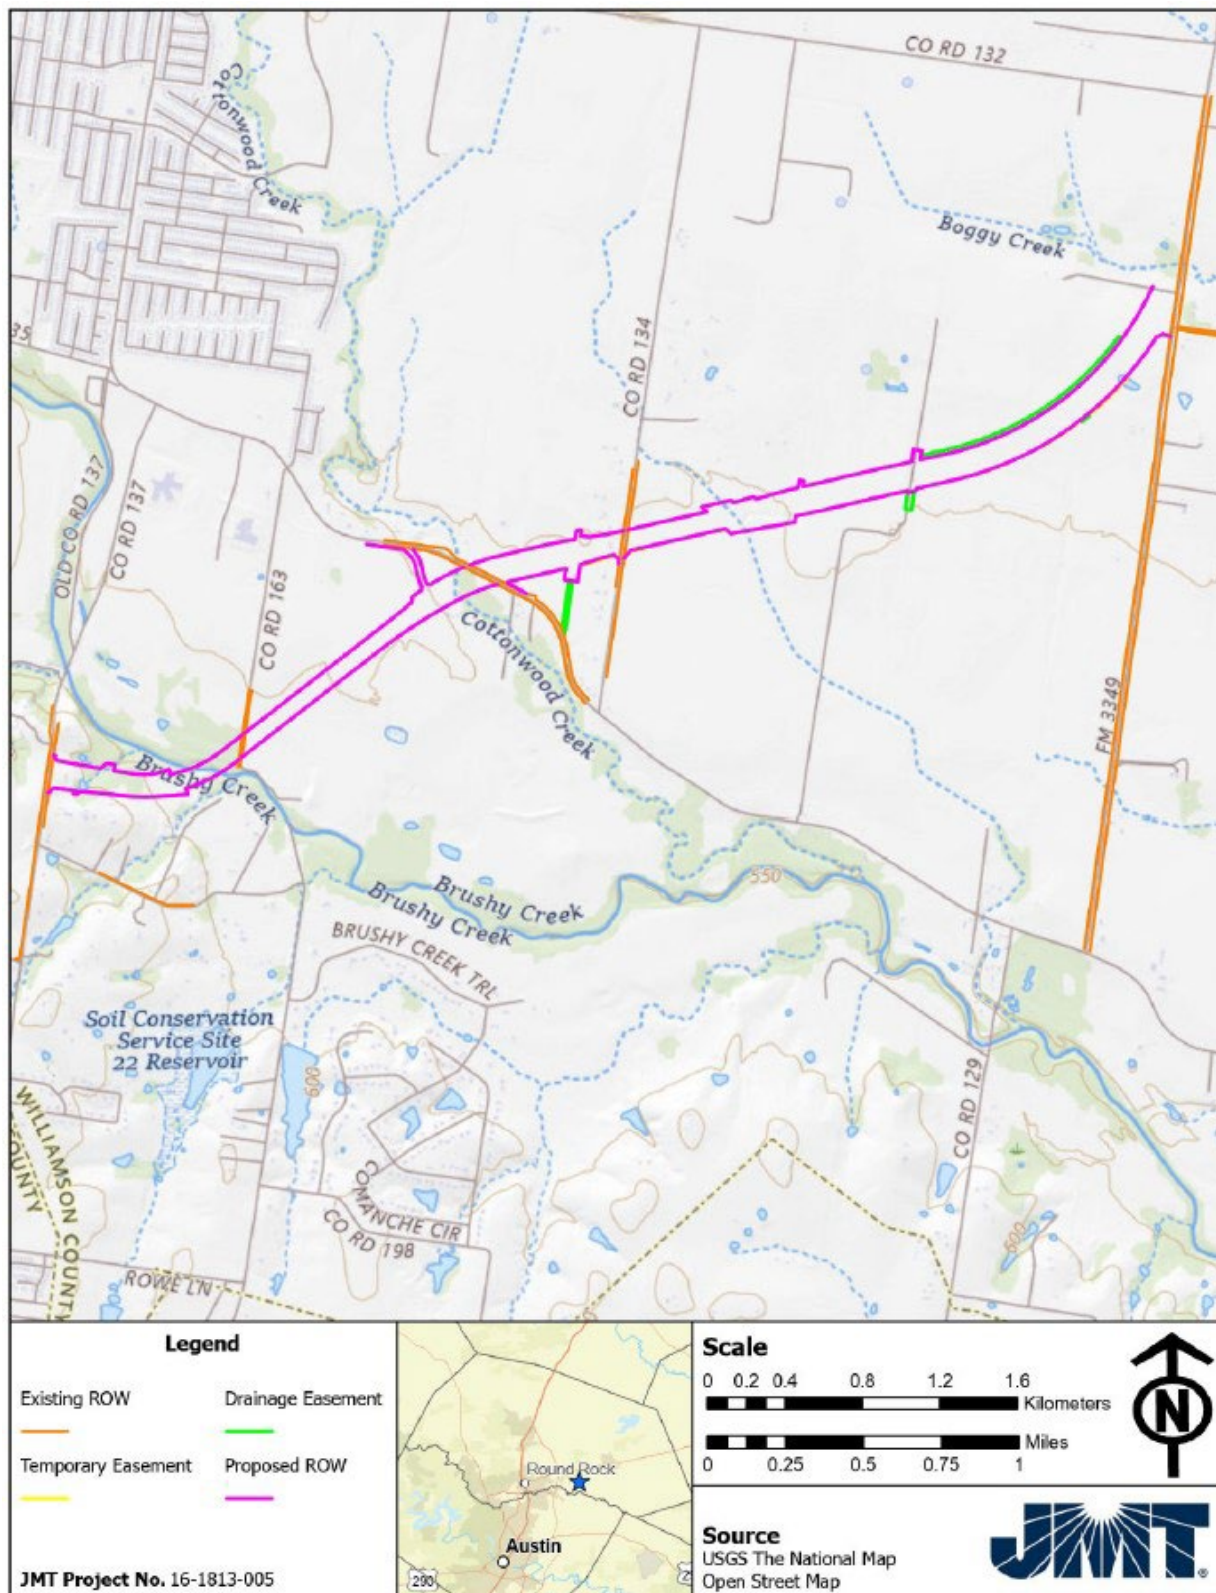 CO RD 132
Cottonwood Creek
Boggy Creek
CO RD 134
35
OLD CO RD 137
CO RD 137
CO RD 163
Cottonwood Creek
FM 3349
Brushy Creek
550
Brushy Creek
Brushy Creek
BRUSHY CREEK TRL
Soil Conservation
Service Site
22 Reservoir
600
CO RD 129
WILLIAMSON COUNTY
COUNTY
COMANCHE CIR
CO RD 198
600
ROWE LN
Legend
Existing ROW
Drainage Easement
Temporary Easement
Proposed ROW
JMT Project No. 16-1813-005
Round Rock
Austin
290
2
Scale
0 0.2 0.4 0.8 1.2 1.6
Kilometers
Miles
0 0.25 0.5 0.75 1
N
Source
USGS The National Map
Open Street Map
JMT®